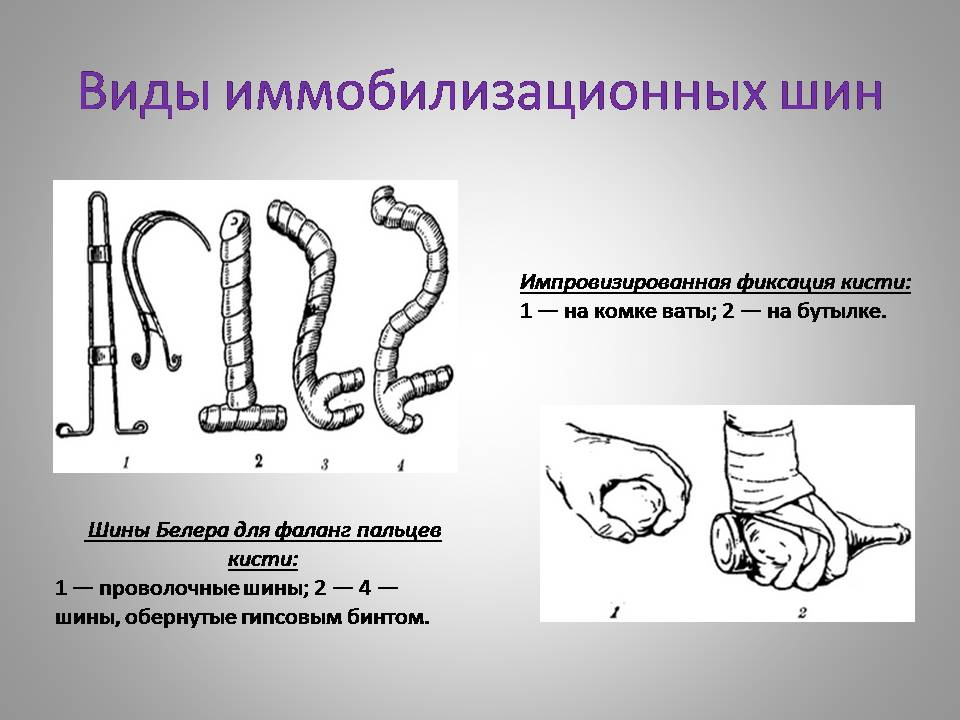 Виды иммобилизационных шин
1 2 3 4
Шины Белера для фаланг пальцев
кисти:
1 — проволочные шины; 2 — 4 —
шины, обернутые гипсовым бинтом.
Импровизированная фиксация кисти:
1 — на комке ваты; 2 — на бутылке.
1 2